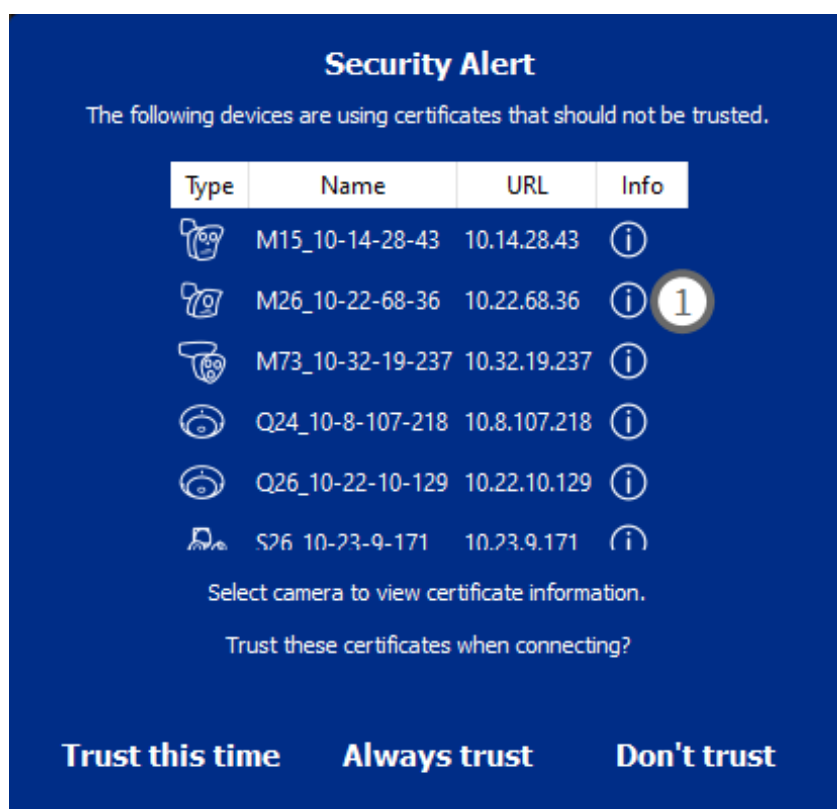 Security Alert
The following devices are using certificates that should not be trusted.
Type Name URL Info
M15_10-14-28-43 10.14.28.43
M26_10-22-68-36 10.22.68.36 1
M73_10-32-19-237 10.32.19.237
Q24_10-8-107-218 10.8.107.218
Q26_10-22-10-129 10.22.10.129
S26_10-23-9-171 10.23.9.171
Select camera to view certificate information.
Trust these certificates when connecting?
Trust this time Always trust Don't trust